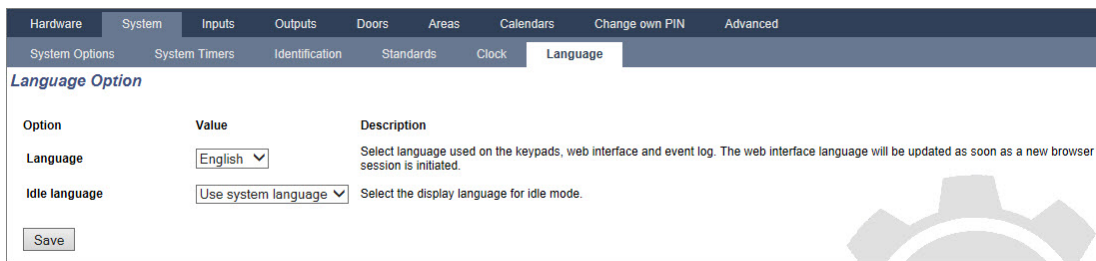 Hardware System Inputs Outputs Doors Areas Calendars Change own PIN Advanced
System Options System Timers Identification Standards Clock Language
Language Option
Option Value Description
Language English Select language used on the keypads, web interface and event log. The web interface language will be updated as soon as a new browser
session is initiated.
Idle language Use system language Select the display language for idle mode.
Save